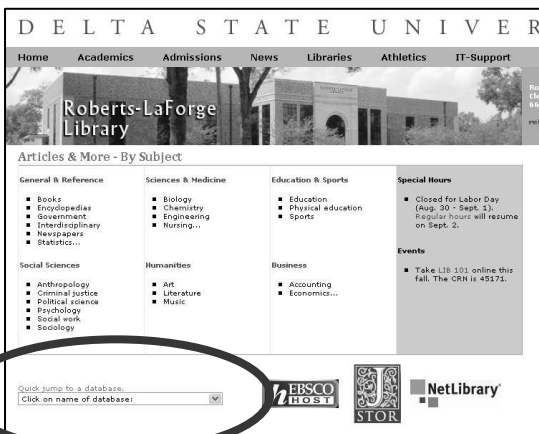 DELTA STATE UNIVER
Home Academics Admissions News Libraries Athletics IT-Support
Roberts-LaForge
Library
Articles & More - By Subject
General & Reference
Books
Encyclopedias
Government
Interdisciplinary
Newspapers
Statistics...
Sciences & Medicine
Biology
Chemistry
Engineering
Nursing...
Education & Sports
Education
Physical education
Sports
Special Hours
Closed for Labor Day
(Aug. 30 - Sept. 1).
Regular hours will resume
on Sept. 2.
Social Sciences
Anthropology
Criminal justice
Political science
Psychology
Social work
Sociology
Humanities
Art
Literature
Music
Business
Accounting
Economics...
Events
Take LIB 101 online this
fall. The CRN is 45171.
Quick jump to a database.
Click on name of database:
EBSCO
HOST
J
STOR
NetLibrary